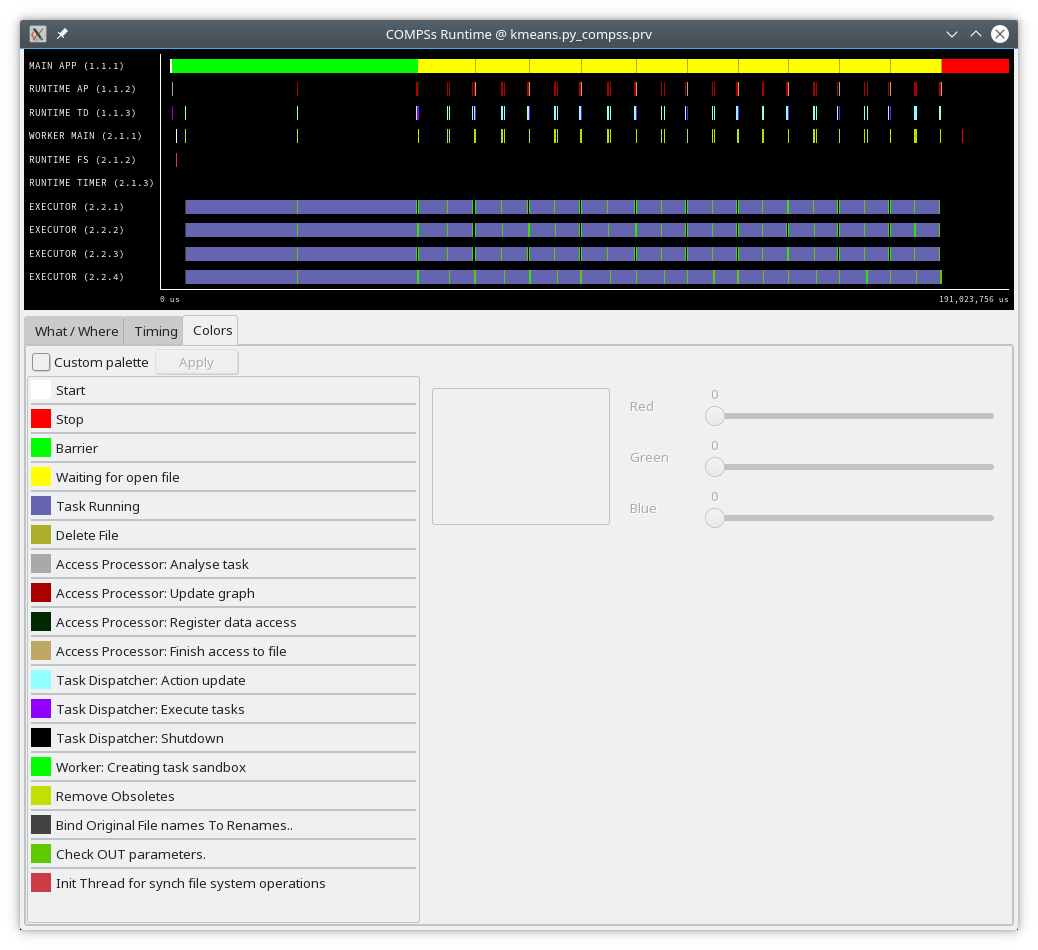 COMPSs Runtime @ kmeans.py_compss.prv
MAIN APP (1.1.1)
RUNTIME AP (1.1.2)
RUNTIME TD (1.1.3)
WORKER MAIN (2.1.1)
RUNTIME FS (2.1.2)
RUNTIME TIMER (2.1.3)
EXECUTOR (2.2.1)
EXECUTOR (2.2.2)
EXECUTOR (2.2.3)
EXECUTOR (2.2.4)
0 us 191,023,756 us
What / Where Timing Colors
Custom palette Apply
Start
Stop
Barrier
Waiting for open file
Task Running
Delete File
Access Processor: Analyse task
Access Processor: Update graph
Access Processor: Register data access
Access Processor: Finish access to file
Task Dispatcher: Action update
Task Dispatcher: Execute tasks
Task Dispatcher: Shutdown
Worker: Creating task sandbox
Remove Obsoletes
Bind Original File names To Renames..
Check OUT parameters.
Init Thread for synch file system operations
0
Red
0
Green
0
Blue